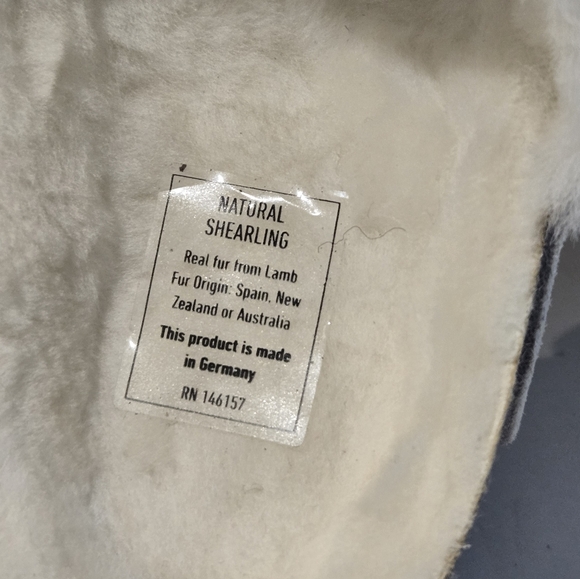 NATURAL
SHEARLING
Real fur from Lamb
Fur Origin: Spain, New
Zealand or Australia
This product is made
in Germany
RN 146157